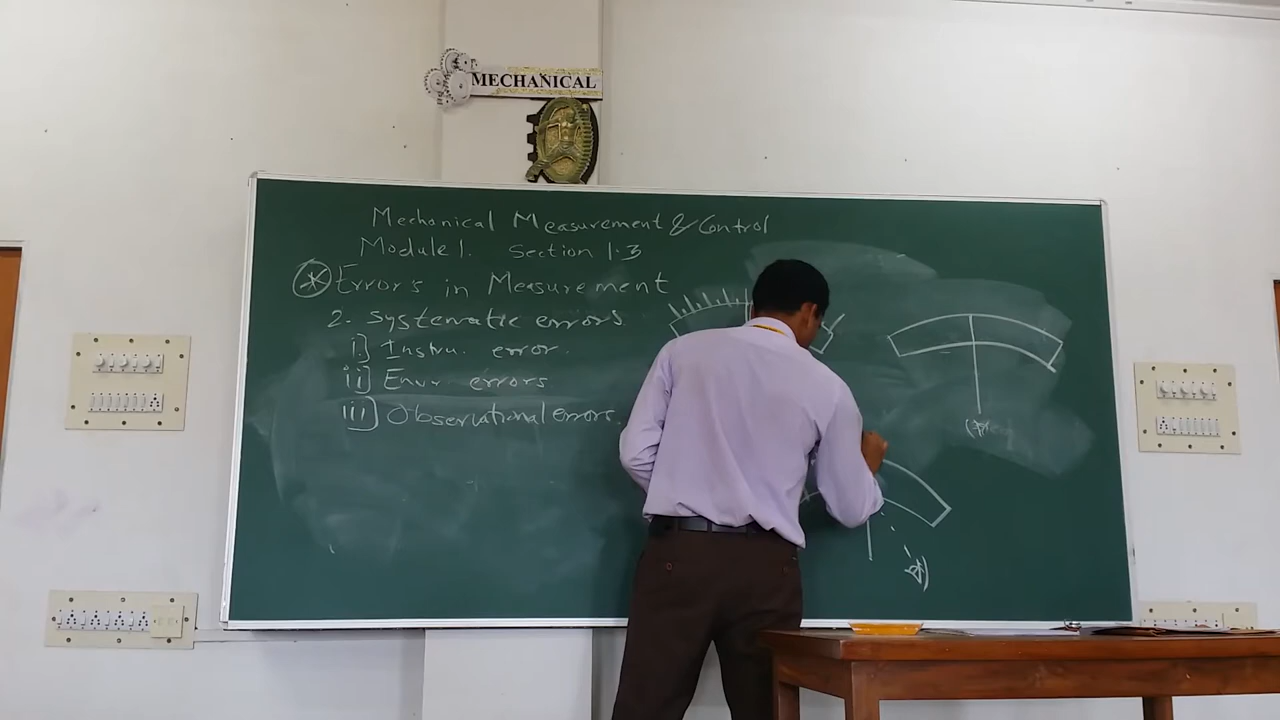 MECHANICAL
Mechanical Measurement & Control
Module 1. Section 1.3
* Errors in Measurement
2. Systematic errors.
i.] Instru. error.
ii] Envr errors
iii] Observational errors.